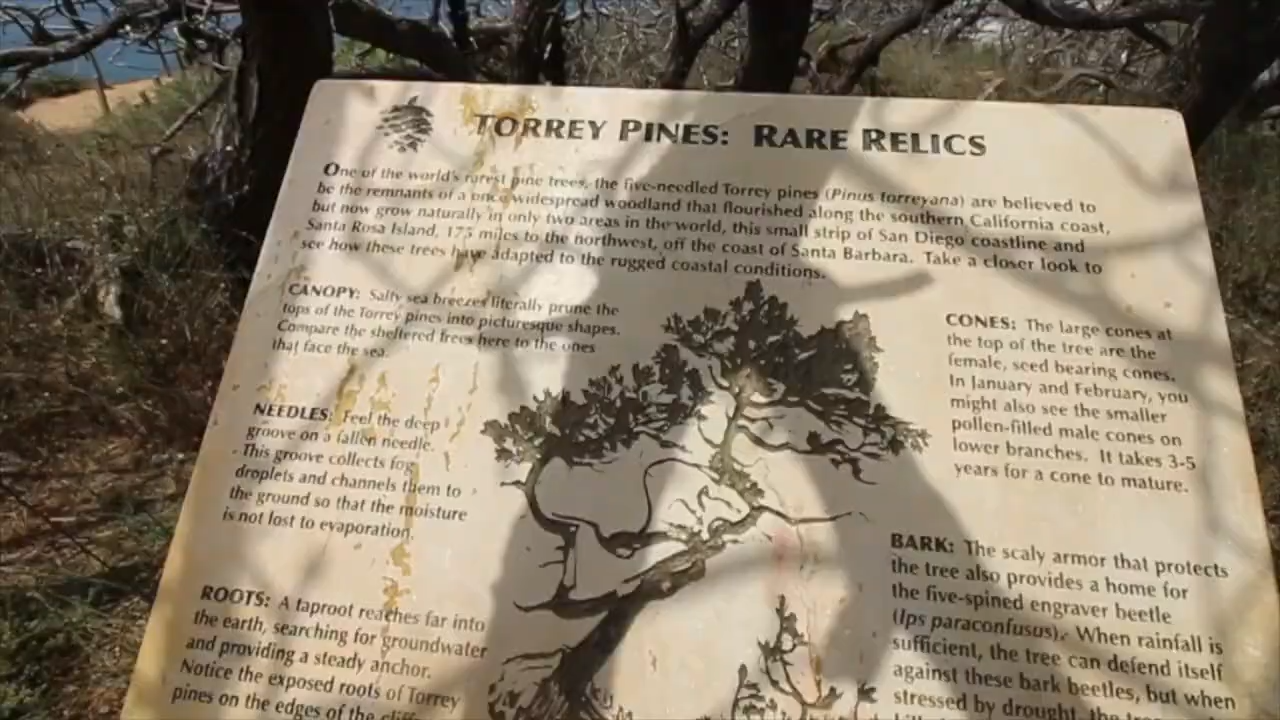 TORREY PINES: RARE RELICS
One of the world's rarest pine trees, the five-needled Torrey pines (Pinus torreyana) are believed to
be the remnants of a once widespread woodland that flourished along the southern California coast,
but now grow naturally in only two areas in the world, this small strip of San Diego coastline and
Santa Rosa Island, 175 miles to the northwest, off the coast of Santa Barbara. Take a closer look to
see how these trees have adapted to the rugged coastal conditions.
CANOPY: Salty sea breezes literally prune the
tops of the Torrey pines into picturesque shapes.
Compare the sheltered trees here to the ones
that face the sea.
NEEDLES: Feel the deep
groove on a fallen needle.
This groove collects fog
droplets and channels them to
the ground so that the moisture
is not lost to evaporation.
ROOTS: A taproot reaches far into
the earth, searching for groundwater
and providing a steady anchor.
Notice the exposed roots of Torrey
pines on the edges of the
CONES: The large cones at
the top of the tree are the
female, seed bearing cones.
In January and February, you
might also see the smaller
pollen-filled male cones on
lower branches. It takes 3-5
years for a cone to mature.
BARK: The scaly armor that protects
the tree also provides a home for
the five-spined engraver beetle
(Ips paraconfusus). When rainfall is
sufficient, the tree can defend itself
against these bark beetles, but when
stressed by drought, the